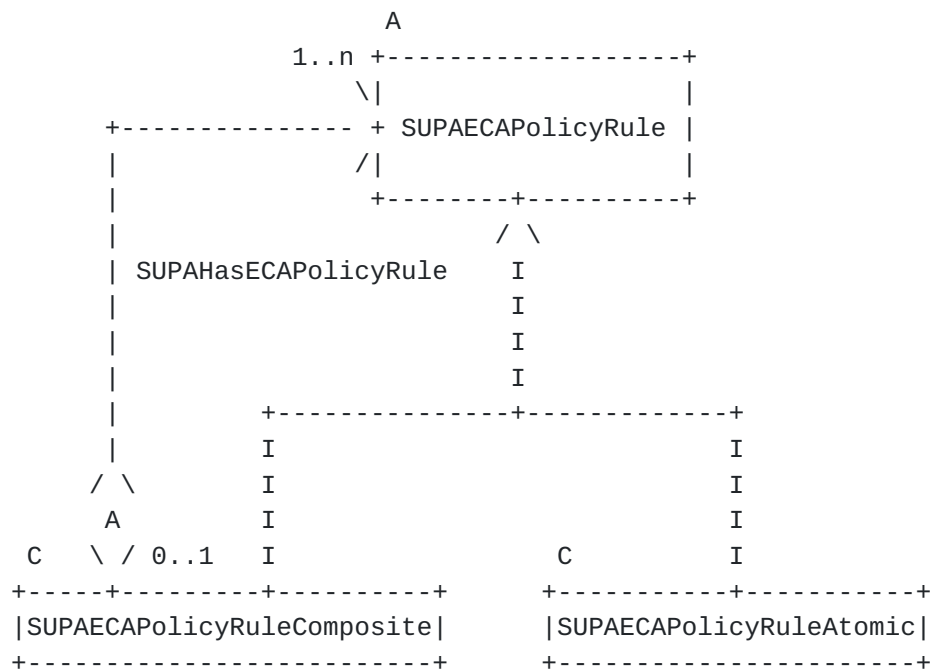 A
                       1..n +-------------------+
                           \|                   |
        +--------------- + SUPAECAPolicyRule |
        |                  /|                   |
        |                   +--------+----------+
        |                           / \
        | SUPAHasECAPolicyRule     I
        |                            I
        |                            I
        |                            I
        |           +---------------+-------------+
        |           I                             I
       / \          I                             I
        A           I                             I
  C    \ / 0..1   I                  C          I
 +-----+---------+----------+      +-----------+-----------+
 |SUPAECAPolicyRuleComposite|      |SUPAECAPolicyRuleAtomic|
 +--------------------------+      +-----------------------+